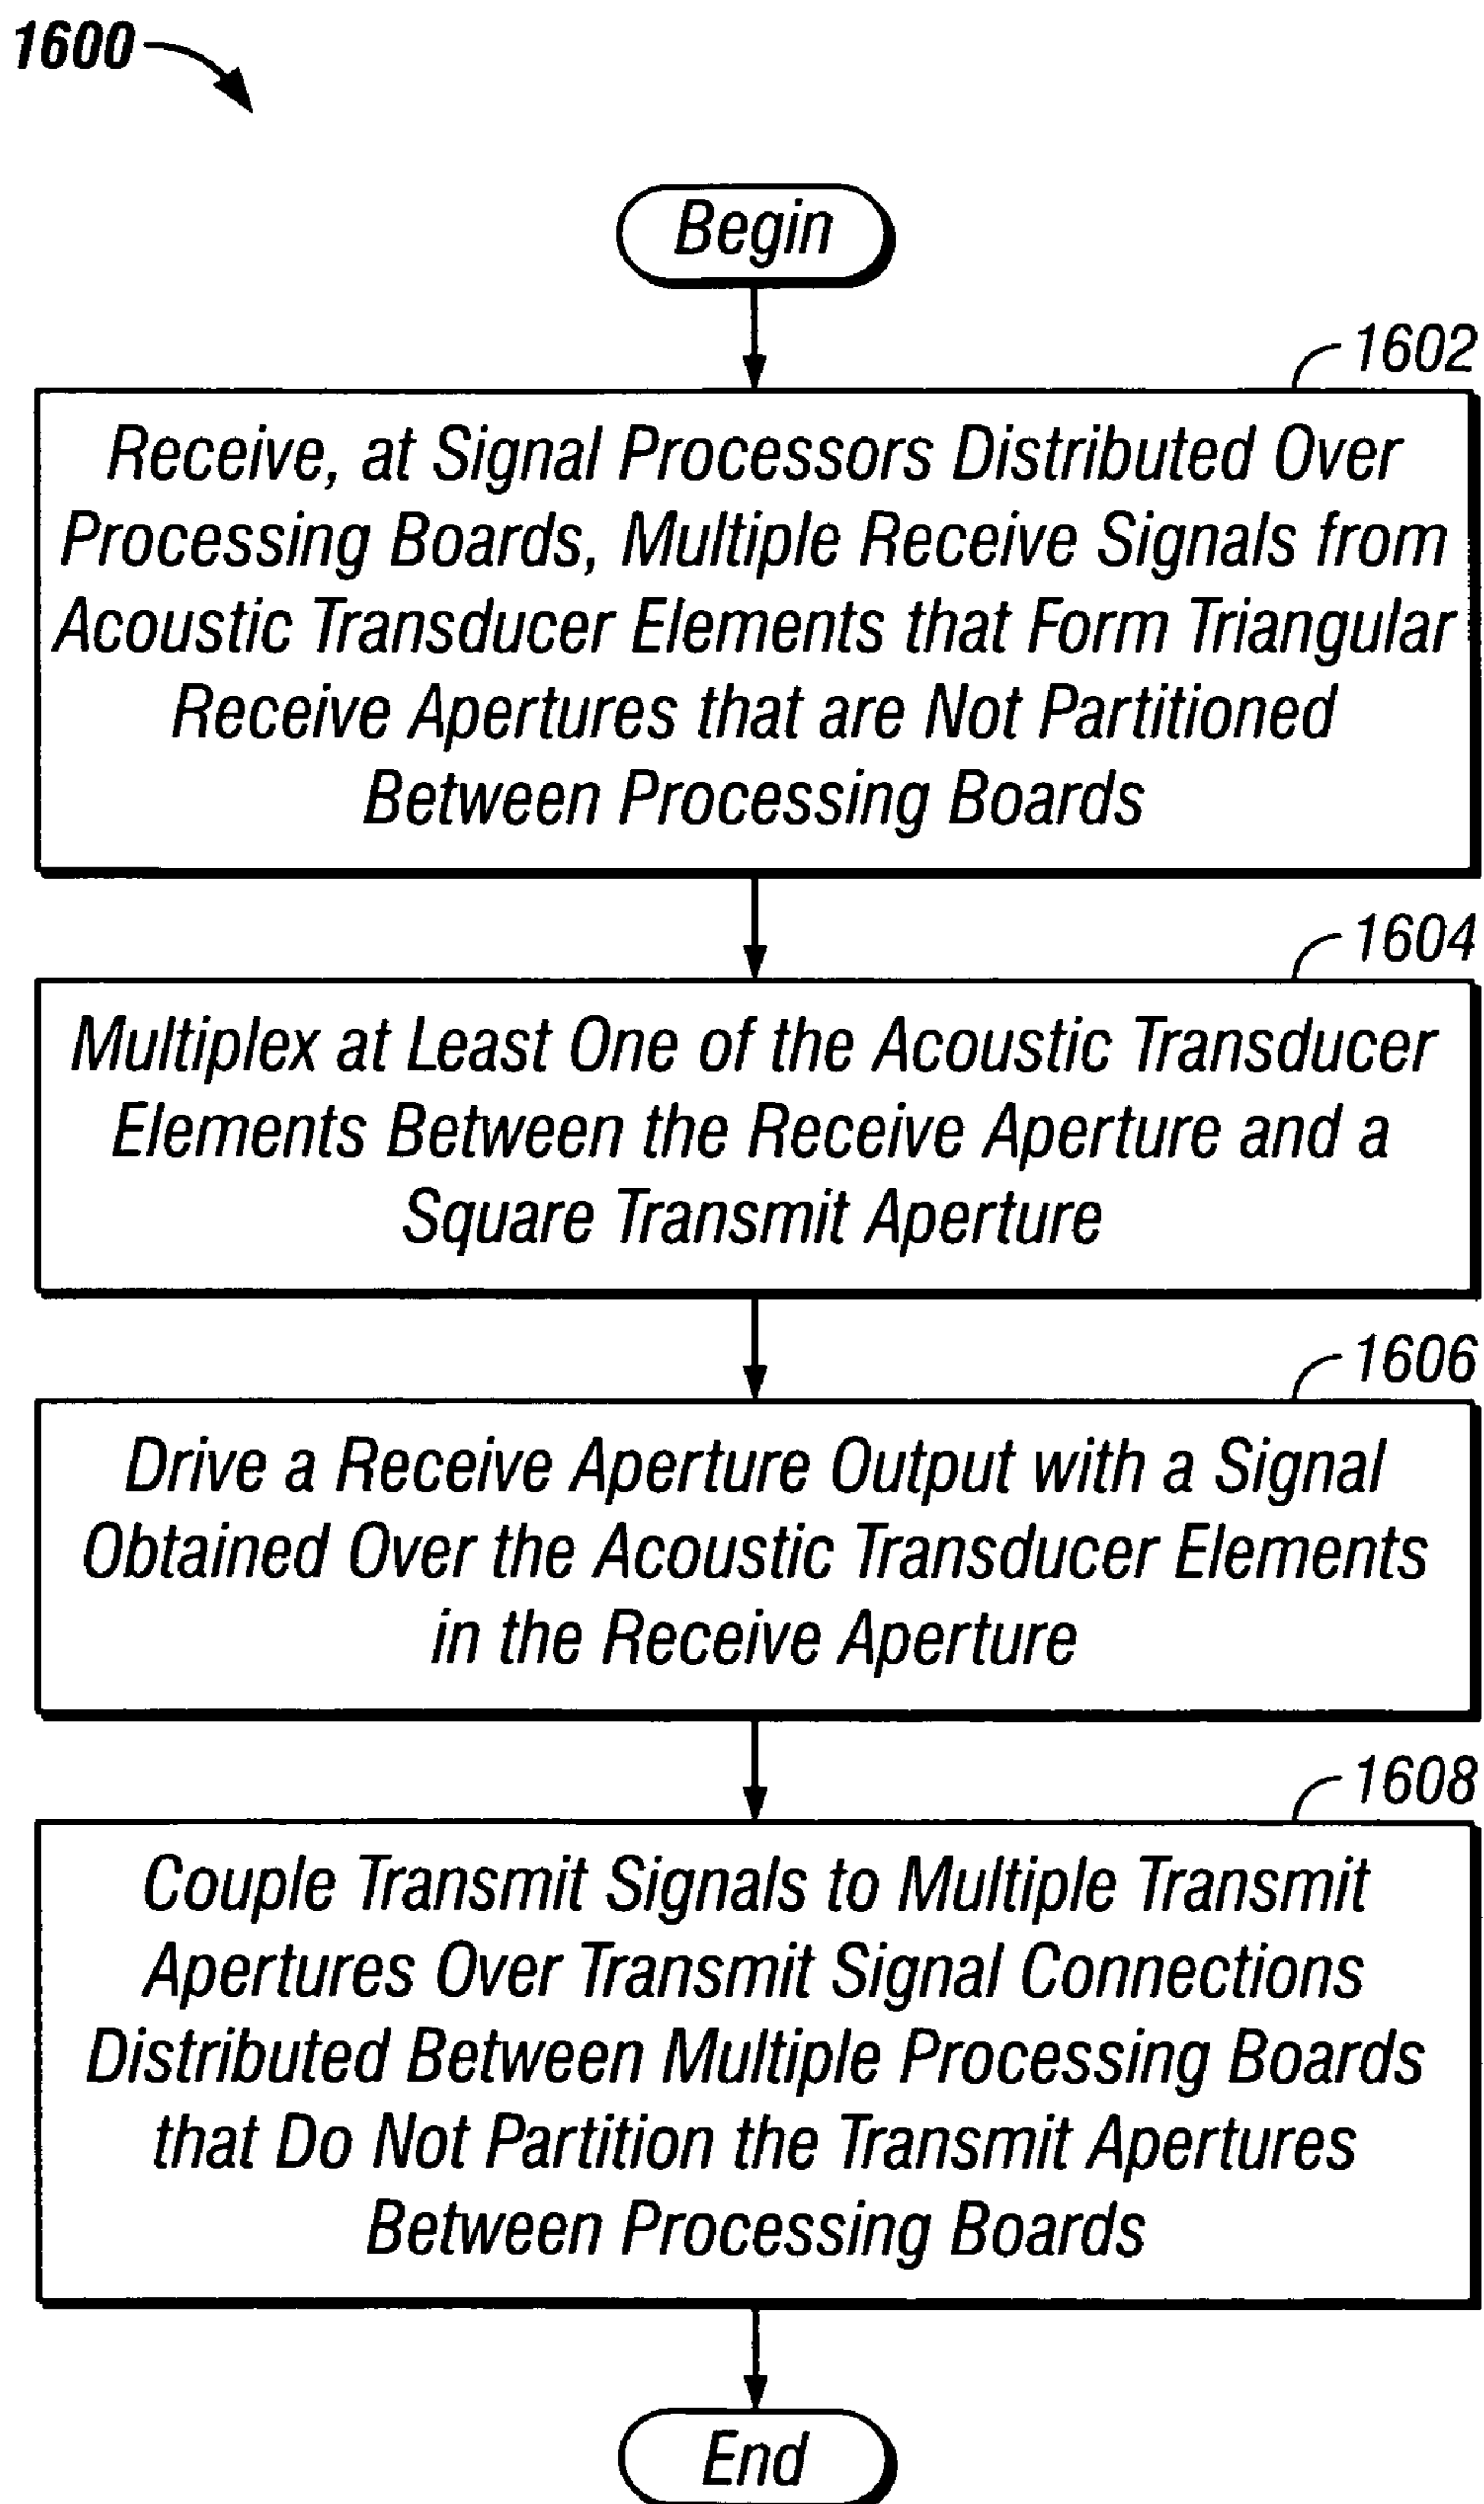 1600
Begin
1602
Receive, at Signal Processors Distributed Over
Processing Boards, Multiple Receive Signals from
Acoustic Transducer Elements that Form Triangular
Receive Apertures that are Not Partitioned
Between Processing Boards
1604
Multiplex at Least One of the Acoustic Transducer
Elements Between the Receive Aperture and a
Square Transmit Aperture
1606
Drive a Receive Aperture Output with a Signal
Obtained Over the Acoustic Transducer Elements
in the Receive Aperture
1608
Couple Transmit Signals to Multiple Transmit
Apertures Over Transmit Signal Connections
Distributed Between Multiple Processing Boards
that Do Not Partition the Transmit Apertures
Between Processing Boards
End